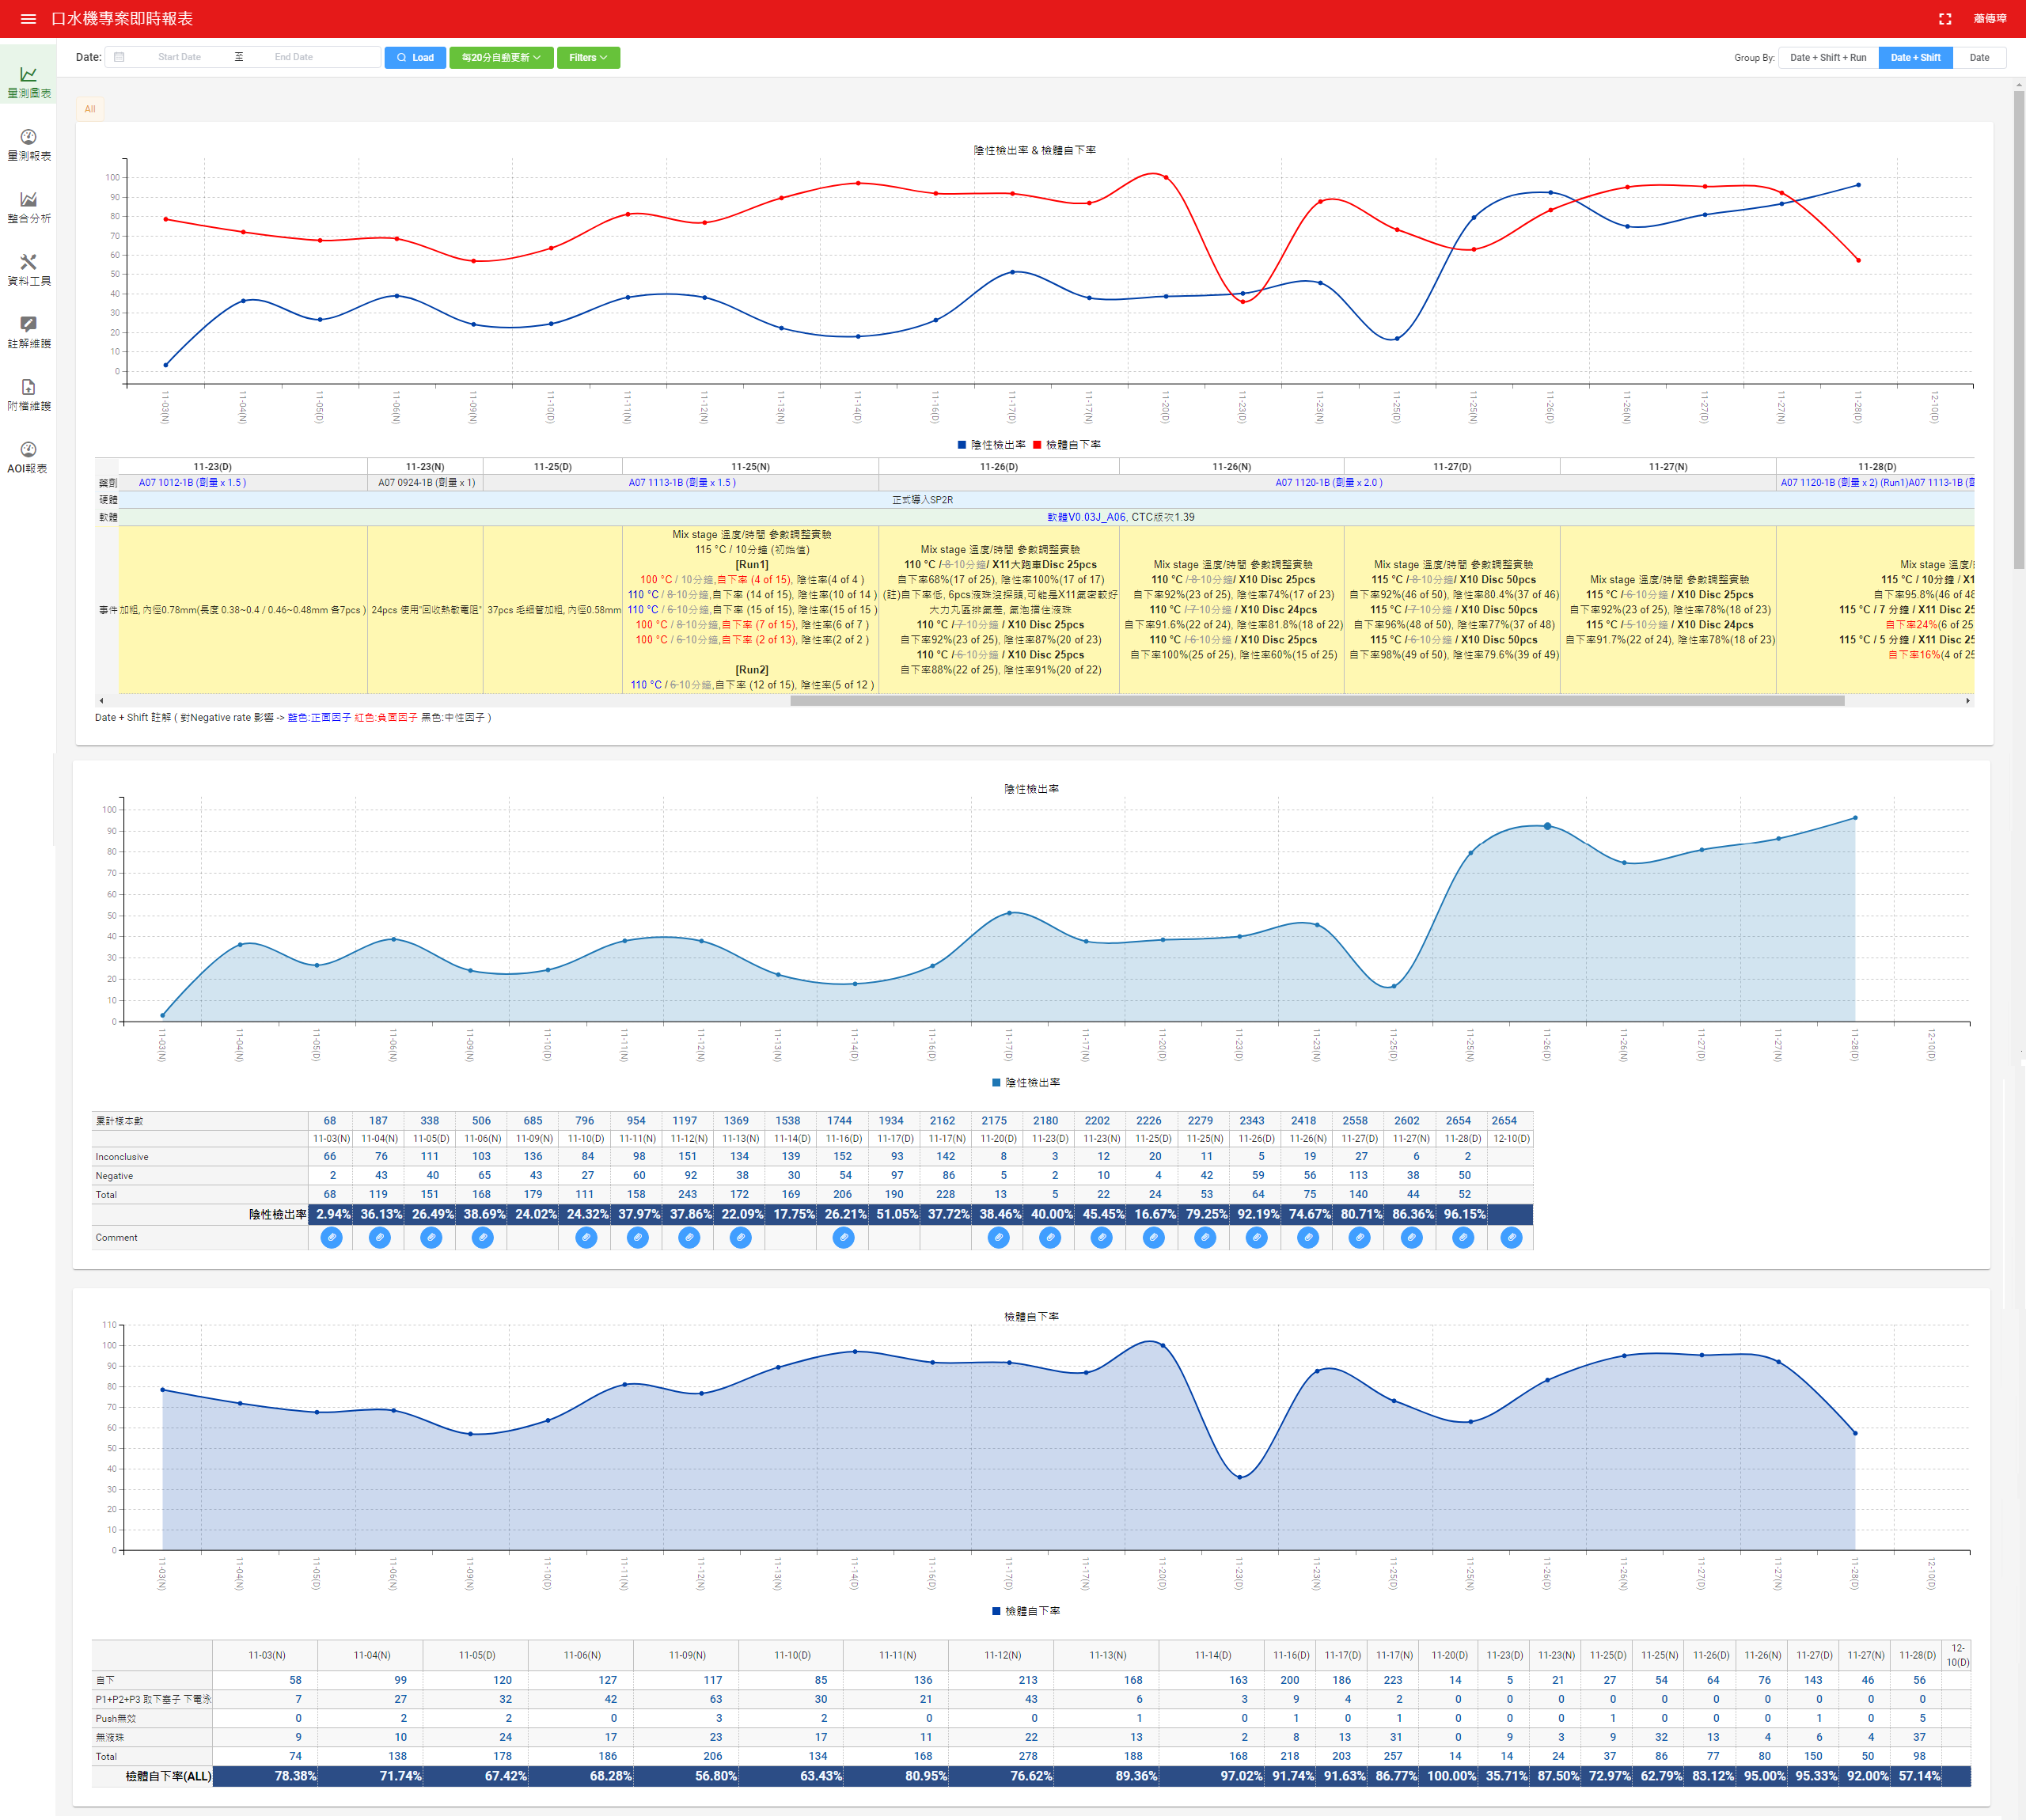 口水機專案即時報表
蕭傳璋
Date: Start Date 至 End Date Load 每20分自動更新 Filters
Group By: Date + Shift + Run Date + Shift Date
量測圖表
量測報表
整合分析
資料工具
註解維護
附檔維護
AOI報表
All
陰性檢出率 & 檢體自下率
100
90
80
70
60
50
40
30
20
10
0
11-03(N) 11-04(N) 11-05(D) 11-06(N) 11-09(N) 11-10(D) 11-11(N) 11-12(N) 11-13(N) 11-14(D) 11-16(D) 11-17(D) 11-17(N) 11-20(D) 11-23(D) 11-23(N) 11-25(D) 11-25(N) 11-26(D) 11-26(N) 11-27(D) 11-27(N) 11-28(D) 12-10(D)
陰性檢出率 檢體自下率
11-23(D) 11-23(N) 11-25(D) 11-25(N) 11-26(D) 11-26(N) 11-27(D) 11-27(N) 11-28(D)
藥劑 A07 1012-1B (劑量 x 1.5 ) A07 0924-1B (劑量 x 1) A07 1113-1B (劑量 x 1.5 ) A07 1120-1B (劑量 x 2.0 ) A07 1120-1B (劑量 x 2) (Run1)A07 1113-1B
硬體 正式導入SP2R
軟體 軟體V0.03J_A06, CTC版次1.39
事件 加粗, 內徑0.78mm(長度 0.38~0.4 / 0.46~0.48mm 各7pcs )
24pcs 使用"回收熱敏電阻"
37pcs 毛細管加粗, 內徑0.58mm
Mix stage 溫度/時間 參數調整實驗
115 °C / 10分鐘 (初始值)
[Run1]
100 °C / 10分鐘,自下率 (4 of 15), 陰性率(4 of 4 )
110 °C / 8-10分鐘,自下率 (14 of 15), 陰性率(10 of 14 )
110 °C / 6-10分鐘,自下率 (15 of 15), 陰性率(15 of 15 )
100 °C / 8-10分鐘,自下率 (7 of 15), 陰性率(6 of 7 )
100 °C / 6-10分鐘,自下率 (2 of 13), 陰性率(2 of 2 )
[Run2]
110 °C / 6-10分鐘,自下率 (12 of 15), 陰性率(5 of 12 )
Mix stage 溫度/時間 參數調整實驗
110 °C / 8-10分鐘/ X11大跑車Disc 25pcs
自下率68%(17 of 25), 陰性率100%(17 of 17)
(註)自下率低, 6pcs液珠沒探頭,可能是X11氣密較好
大力丸區排氣差, 氣泡擋住液珠
110 °C / 7-10分鐘 / X10 Disc 25pcs
自下率92%(23 of 25), 陰性率87%(20 of 23)
110 °C / 6-10分鐘 / X10 Disc 25pcs
自下率88%(22 of 25), 陰性率91%(20 of 22)
Mix stage 溫度/時間 參數調整實驗
110 °C / 8-10分鐘/ X10 Disc 25pcs
自下率92%(23 of 25), 陰性率74%(17 of 23)
110 °C / 7-10分鐘 / X10 Disc 24pcs
自下率91.6%(22 of 24), 陰性率81.8%(18 of 22)
110 °C / 6-10分鐘 / X10 Disc 25pcs
自下率100%(25 of 25), 陰性率60%(15 of 25)
Mix stage 溫度/時間 參數調整實驗
115 °C / 8-10分鐘/ X10 Disc 50pcs
自下率92%(46 of 50), 陰性率80.4%(37 of 46)
115 °C / 7-10分鐘 / X10 Disc 50pcs
自下率96%(48 of 50), 陰性率77%(37 of 48)
115 °C / 6-10分鐘 / X10 Disc 50pcs
自下率98%(49 of 50), 陰性率79.6%(39 of 49)
Mix stage 溫度/時間 參數調整實驗
115 °C / 6-10分鐘/ X10 Disc 25pcs
自下率92%(23 of 25), 陰性率78%(18 of 23)
115 °C / 5-10分鐘 / X10 Disc 24pcs
自下率91.7%(22 of 24), 陰性率78%(18 of 23)
Mix stage 溫度/時間
115 °C / 10分鐘 / X1
自下率95.8%(46 of 48
115 °C / 7 分鐘 / X11 Disc 25
自下率24%(6 of 25
115 °C / 5 分鐘 / X11 Disc 25
自下率16%(4 of 25
Date + Shift 註解 ( 對Negative rate 影響 -> 藍色:正面因子 紅色:負面因子 黑色:中性因子 )
陰性檢出率
100
90
80
70
60
50
40
30
20
10
0
11-03(N) 11-04(N) 11-05(D) 11-06(N) 11-09(N) 11-10(D) 11-11(N) 11-12(N) 11-13(N) 11-14(D) 11-16(D) 11-17(D) 11-17(N) 11-20(D) 11-23(D) 11-23(N) 11-25(D) 11-25(N) 11-26(D) 11-26(N) 11-27(D) 11-27(N) 11-28(D) 12-10(D)
陰性檢出率
累計樣本數 68 187 338 506 685 796 954 1197 1369 1538 1744 1934 2162 2175 2180 2202 2226 2279 2343 2418 2558 2602 2654 2654
11-03(N) 11-04(N) 11-05(D) 11-06(N) 11-09(N) 11-10(D) 11-11(N) 11-12(N) 11-13(N) 11-14(D) 11-16(D) 11-17(D) 11-17(N) 11-20(D) 11-23(D) 11-23(N) 11-25(D) 11-25(N) 11-26(D) 11-26(N) 11-27(D) 11-27(N) 11-28(D) 12-10(D)
Inconclusive 66 76 111 103 136 84 98 151 134 139 152 93 142 8 3 12 20 11 5 19 27 6 2
Negative 2 43 40 65 43 27 60 92 38 30 54 97 86 5 2 10 4 42 59 56 113 38 50
Total 68 119 151 168 179 111 158 243 172 169 206 190 228 13 5 22 24 53 64 75 140 44 52
陰性檢出率 2.94% 36.13% 26.49% 38.69% 24.02% 24.32% 37.97% 37.86% 22.09% 17.75% 26.21% 51.05% 37.72% 38.46% 40.00% 45.45% 16.67% 79.25% 92.19% 74.67% 80.71% 86.36% 96.15%
Comment
檢體自下率
110
100
90
80
70
60
50
40
30
20
10
0
11-03(N) 11-04(N) 11-05(D) 11-06(N) 11-09(N) 11-10(D) 11-11(N) 11-12(N) 11-13(N) 11-14(D) 11-16(D) 11-17(D) 11-17(N) 11-20(D) 11-23(D) 11-23(N) 11-25(D) 11-25(N) 11-26(D) 11-26(N) 11-27(D) 11-27(N) 11-28(D) 12-10(D)
檢體自下率
11-03(N) 11-04(N) 11-05(D) 11-06(N) 11-09(N) 11-10(D) 11-11(N) 11-12(N) 11-13(N) 11-14(D) 11-16(D) 11-17(D) 11-17(N) 11-20(D) 11-23(D) 11-23(N) 11-25(D) 11-25(N) 11-26(D) 11-26(N) 11-27(D) 11-27(N) 11-28(D) 12-10(D)
自下 58 99 120 127 117 85 136 213 168 163 200 186 223 14 5 21 27 54 64 76 143 46 56
P1+P2+P3 取下塞子 下電泳 7 27 32 42 63 30 21 43 6 3 9 4 2 0 0 0 0 0 0 0 0 0 0
Push無效 0 2 2 0 3 2 0 0 1 0 1 0 1 0 0 0 1 0 0 0 1 0 5
無液珠 9 10 24 17 23 17 11 22 13 2 8 13 31 0 9 3 9 32 13 4 6 4 37
Total 74 138 178 186 206 134 168 278 188 168 218 203 257 14 14 24 37 86 77 80 150 50 98
檢體自下率(ALL) 78.38% 71.74% 67.42% 68.28% 56.80% 63.43% 80.95% 76.62% 89.36% 97.02% 91.74% 91.63% 86.77% 100.00% 35.71% 87.50% 72.97% 62.79% 83.12% 95.00% 95.33% 92.00% 57.14%